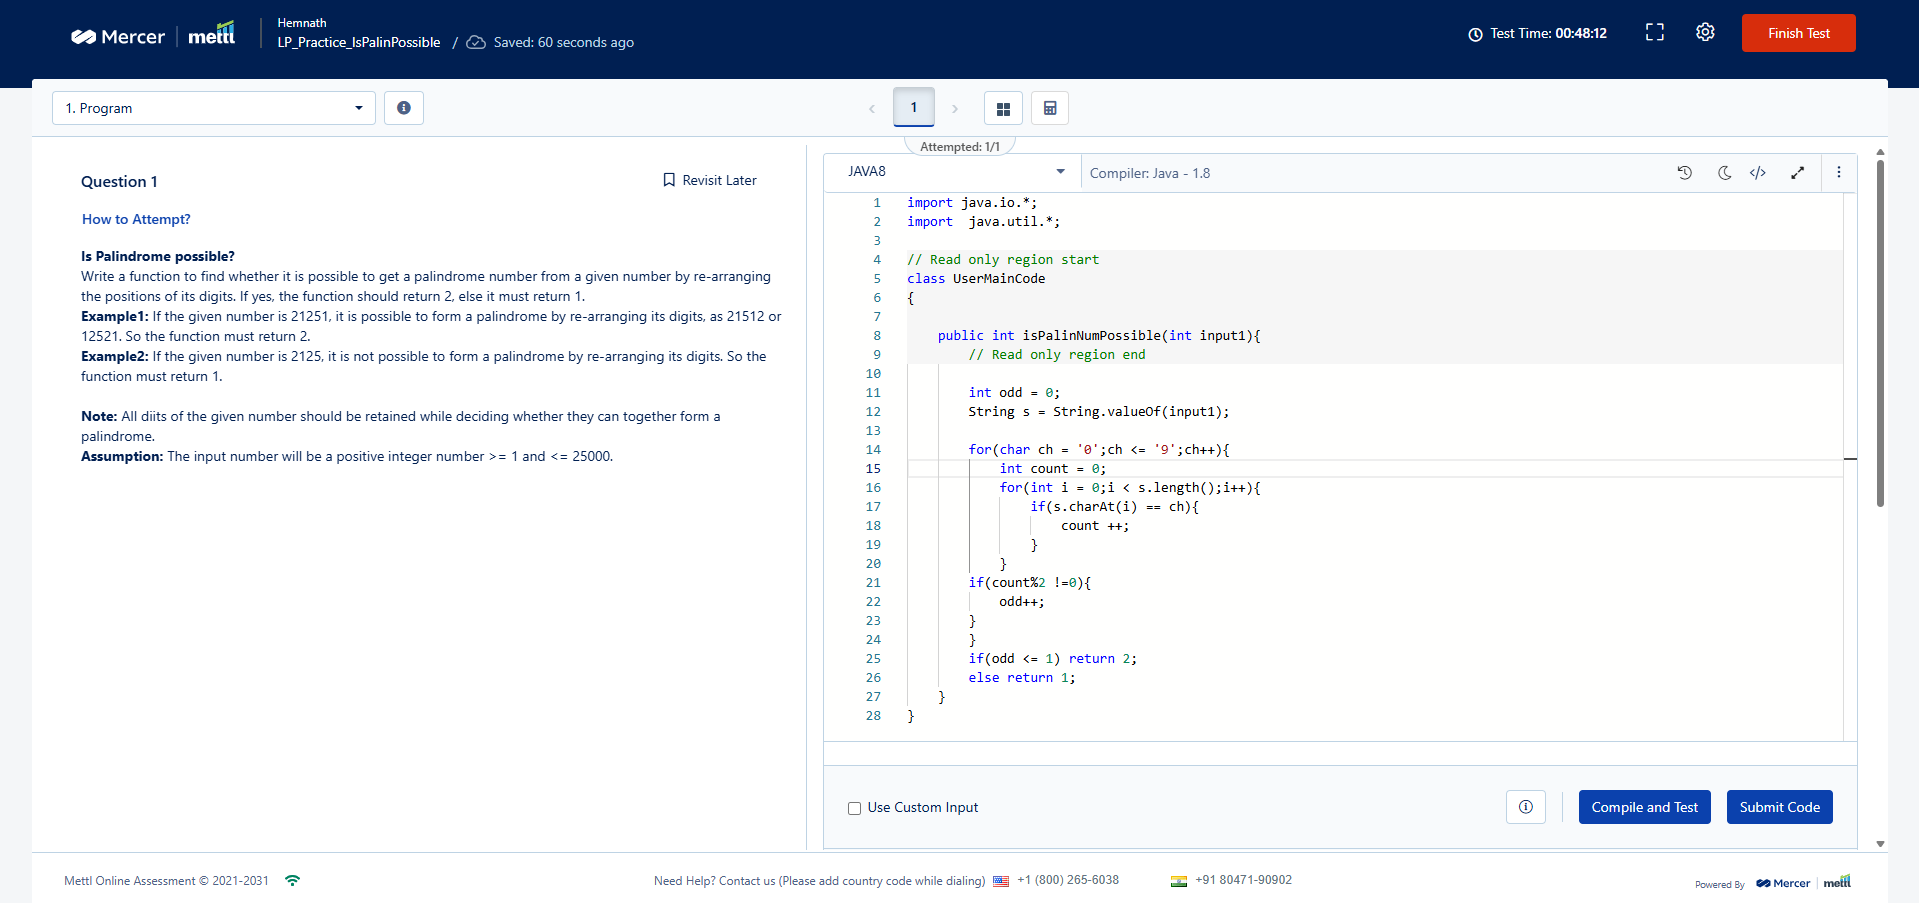 Mercer
mettl
Hemnath
LP_Practice_IsPalinPossible / Saved: 60 seconds ago
Test Time: 00:48:12
Finish Test
1. Program
1
Attempted: 1/1
Question 1
Revisit Later
How to Attempt?
Is Palindrome possible?
Write a function to find whether it is possible to get a palindrome number from a given number by re-arranging
the positions of its digits. If yes, the function should return 2, else it must return 1.
Example1: If the given number is 21251, it is possible to form a palindrome by re-arranging its digits, as 21512 or
12521. So the function must return 2.
Example2: If the given number is 2125, it is not possible to form a palindrome by re-arranging its digits. So the
function must return 1.
Note: All diits of the given number should be retained while deciding whether they can together form a
palindrome.
Assumption: The input number will be a positive integer number >= 1 and <= 25000.
JAVA8
Compiler: Java - 1.8
1 import java.io.*;
2 import  java.util.*;
3
4 // Read only region start
5 class UserMainCode
6 {
7
8     public int isPalinNumPossible(int input1){
9         // Read only region end
10
11         int odd = 0;
12         String s = String.valueOf(input1);
13
14         for(char ch = '0';ch <= '9';ch++){
15             int count = 0;
16             for(int i = 0;i < s.length();i++){
17                 if(s.charAt(i) == ch){
18                     count ++;
19                 }
20             }
21         if(count%2 !=0){
22             odd++;
23         }
24         }
25         if(odd <= 1) return 2;
26         else return 1;
27     }
28 }
Use Custom Input
Compile and Test
Submit Code
Mettl Online Assessment © 2021-2031
Need Help? Contact us (Please add country code while dialing) +1 (800) 265-6038
+91 80471-90902
Powered By Mercer mettl